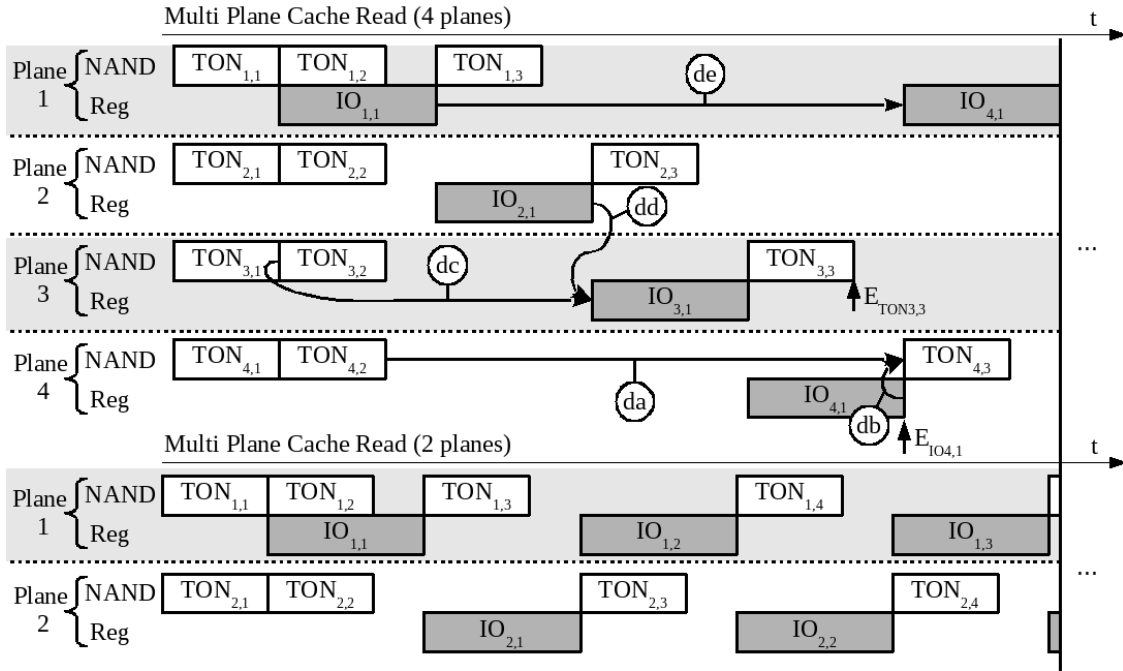 Multi Plane Cache Read (4 planes)
t
Plane 1
NAND
TON1,1
TON1,2
TON1,3
de
Reg
IO1,1
IO4,1
Plane 2
NAND
TON2,1
TON2,2
TON2,3
Reg
IO2,1
dd
Plane 3
NAND
TON3,1
TON3,2
dc
TON3,3
...
Reg
IO3,1
ETON3,3
Plane 4
NAND
TON4,1
TON4,2
TON4,3
Reg
da
IO4,1
db
EIO4,1
Multi Plane Cache Read (2 planes)
t
Plane 1
NAND
TON1,1
TON1,2
TON1,3
TON1,4
Reg
IO1,1
IO1,2
IO1,3
...
Plane 2
NAND
TON2,1
TON2,2
TON2,3
TON2,4
Reg
IO2,1
IO2,2